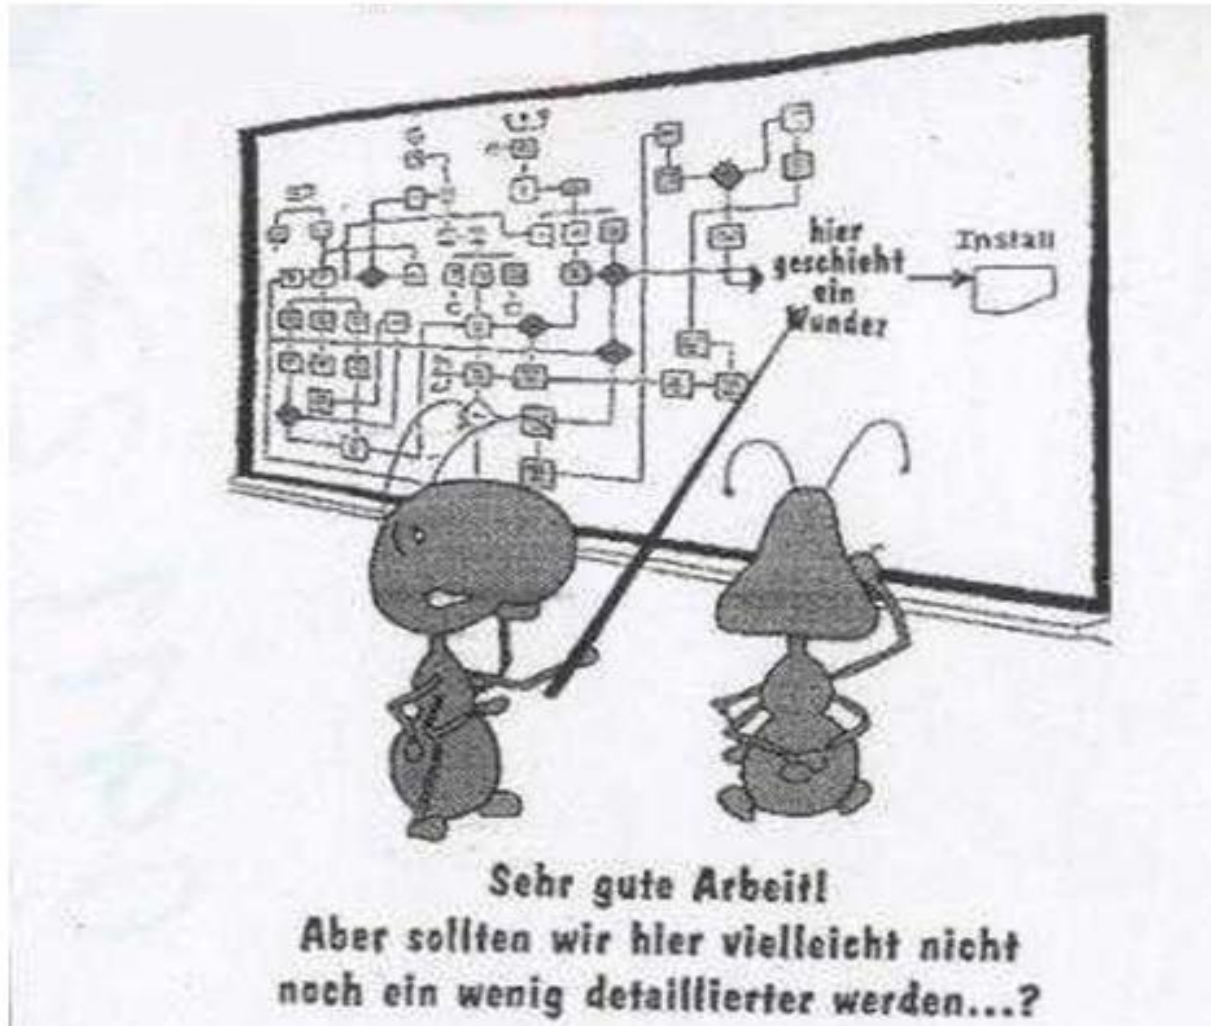 hier
geschieht
ein
Wunder
Install
Sehr gute Arbeit!
Aber sollten wir hier vielleicht nicht
noch ein wenig detaillierter werden...?